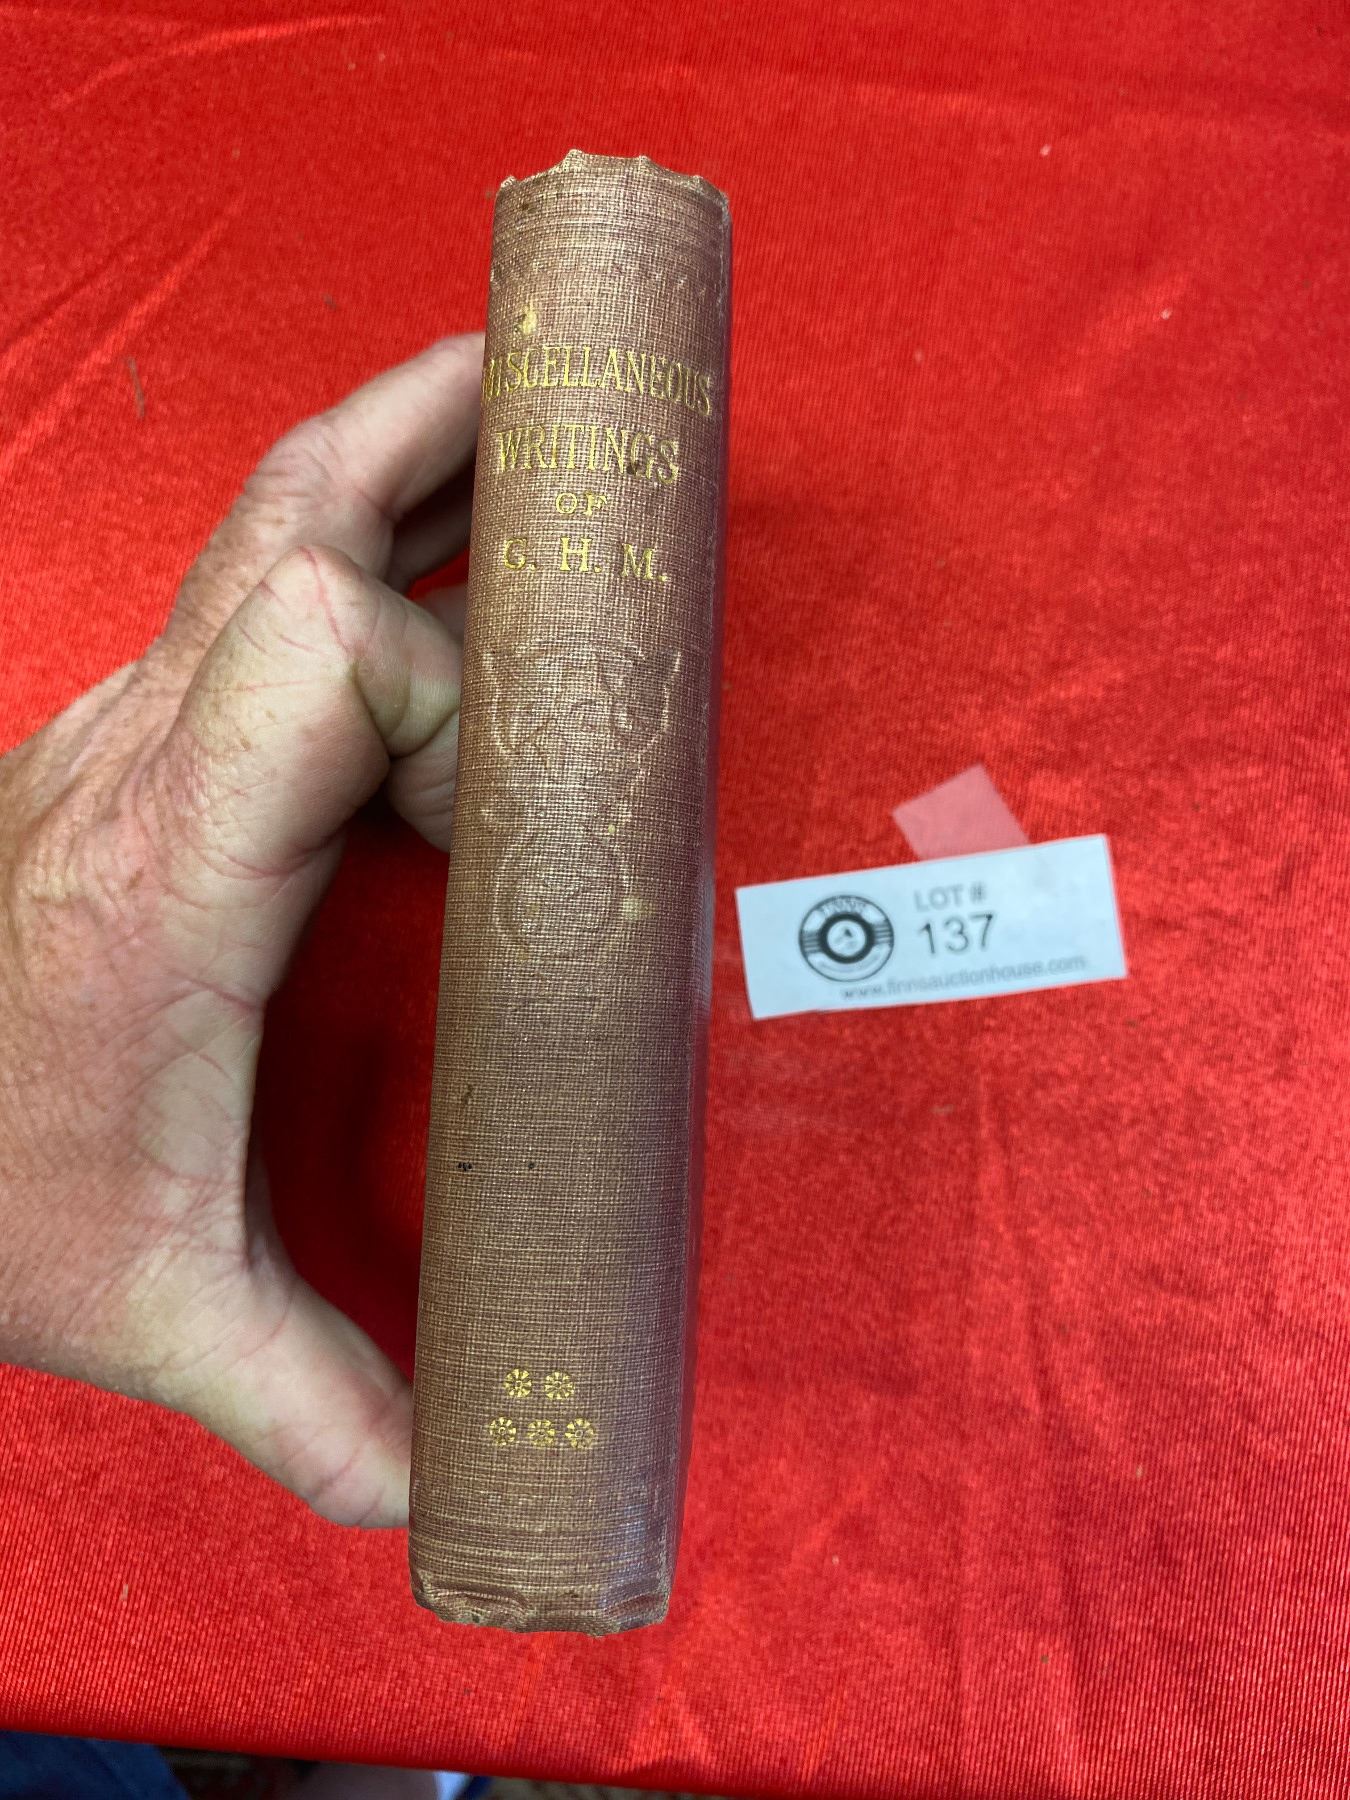 MISCELLANEOUS
WRITINGS
OF
G. H. M.
LOT #
137
www.finnsauctionhouse.com